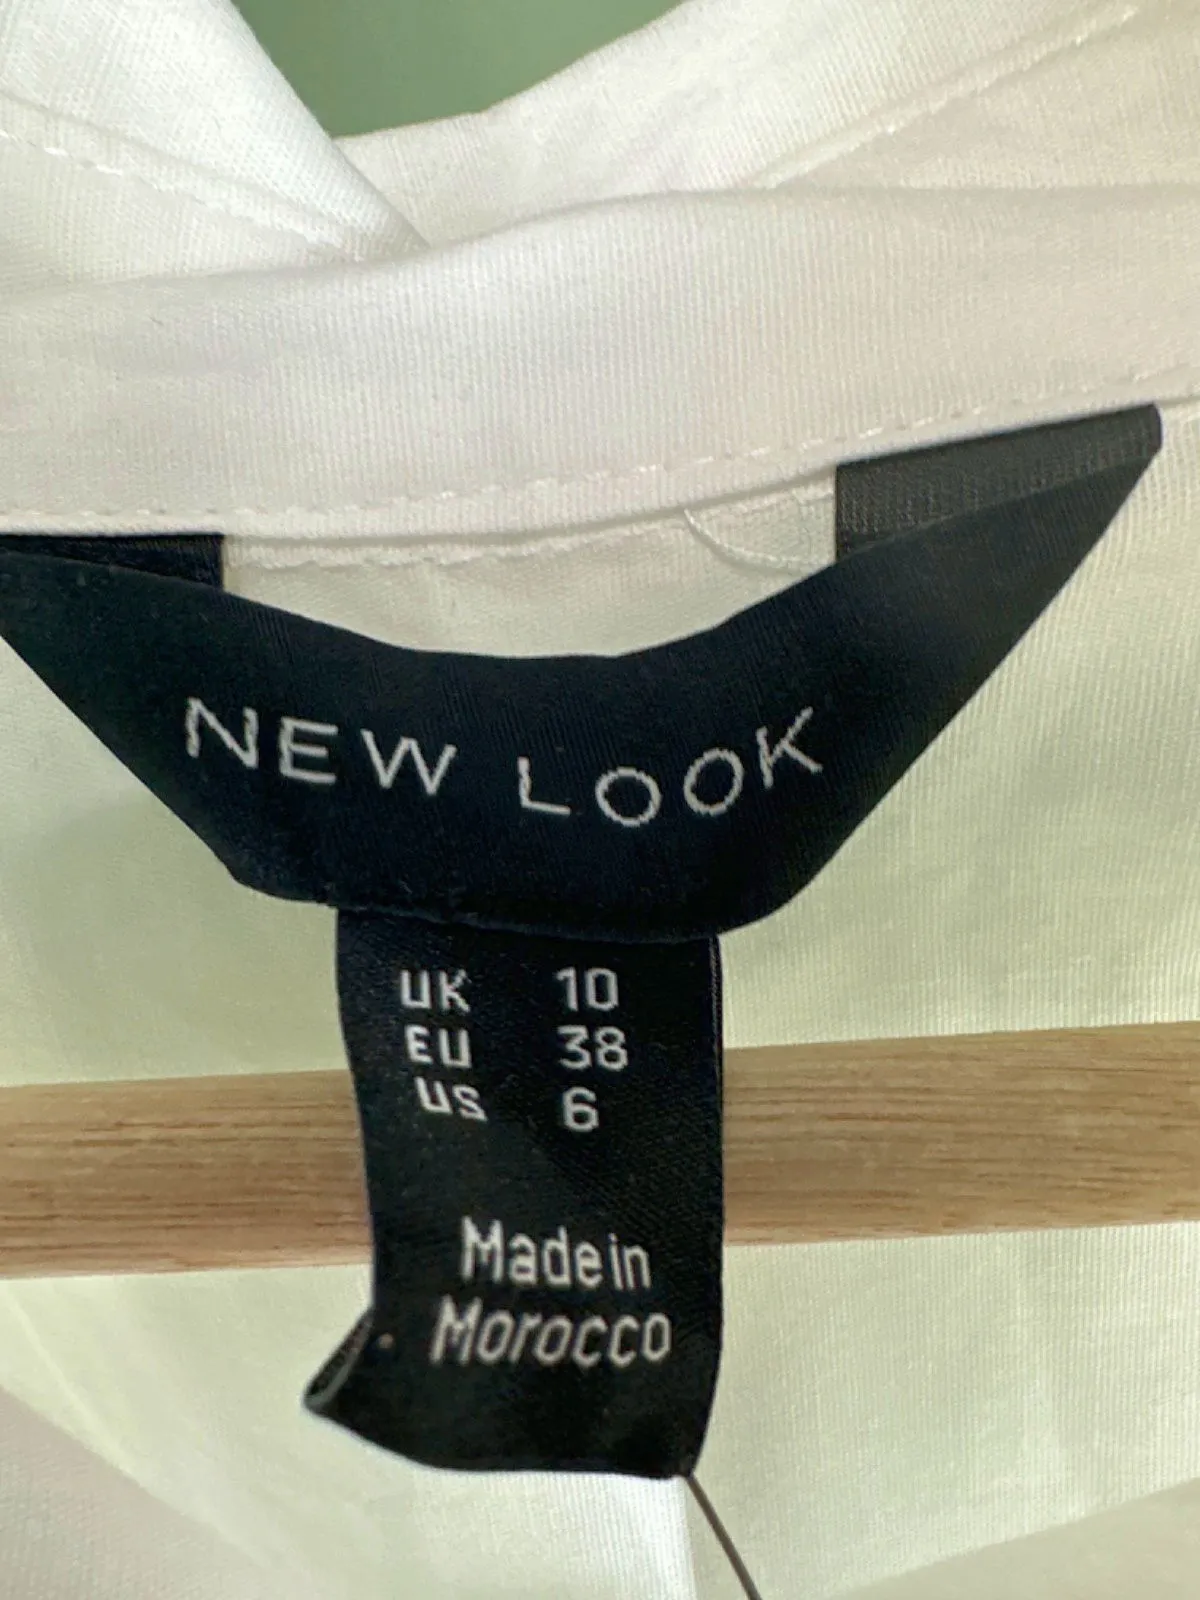 NEW LOOK
UK 10
EU 38
US 6
Made in
Morocco